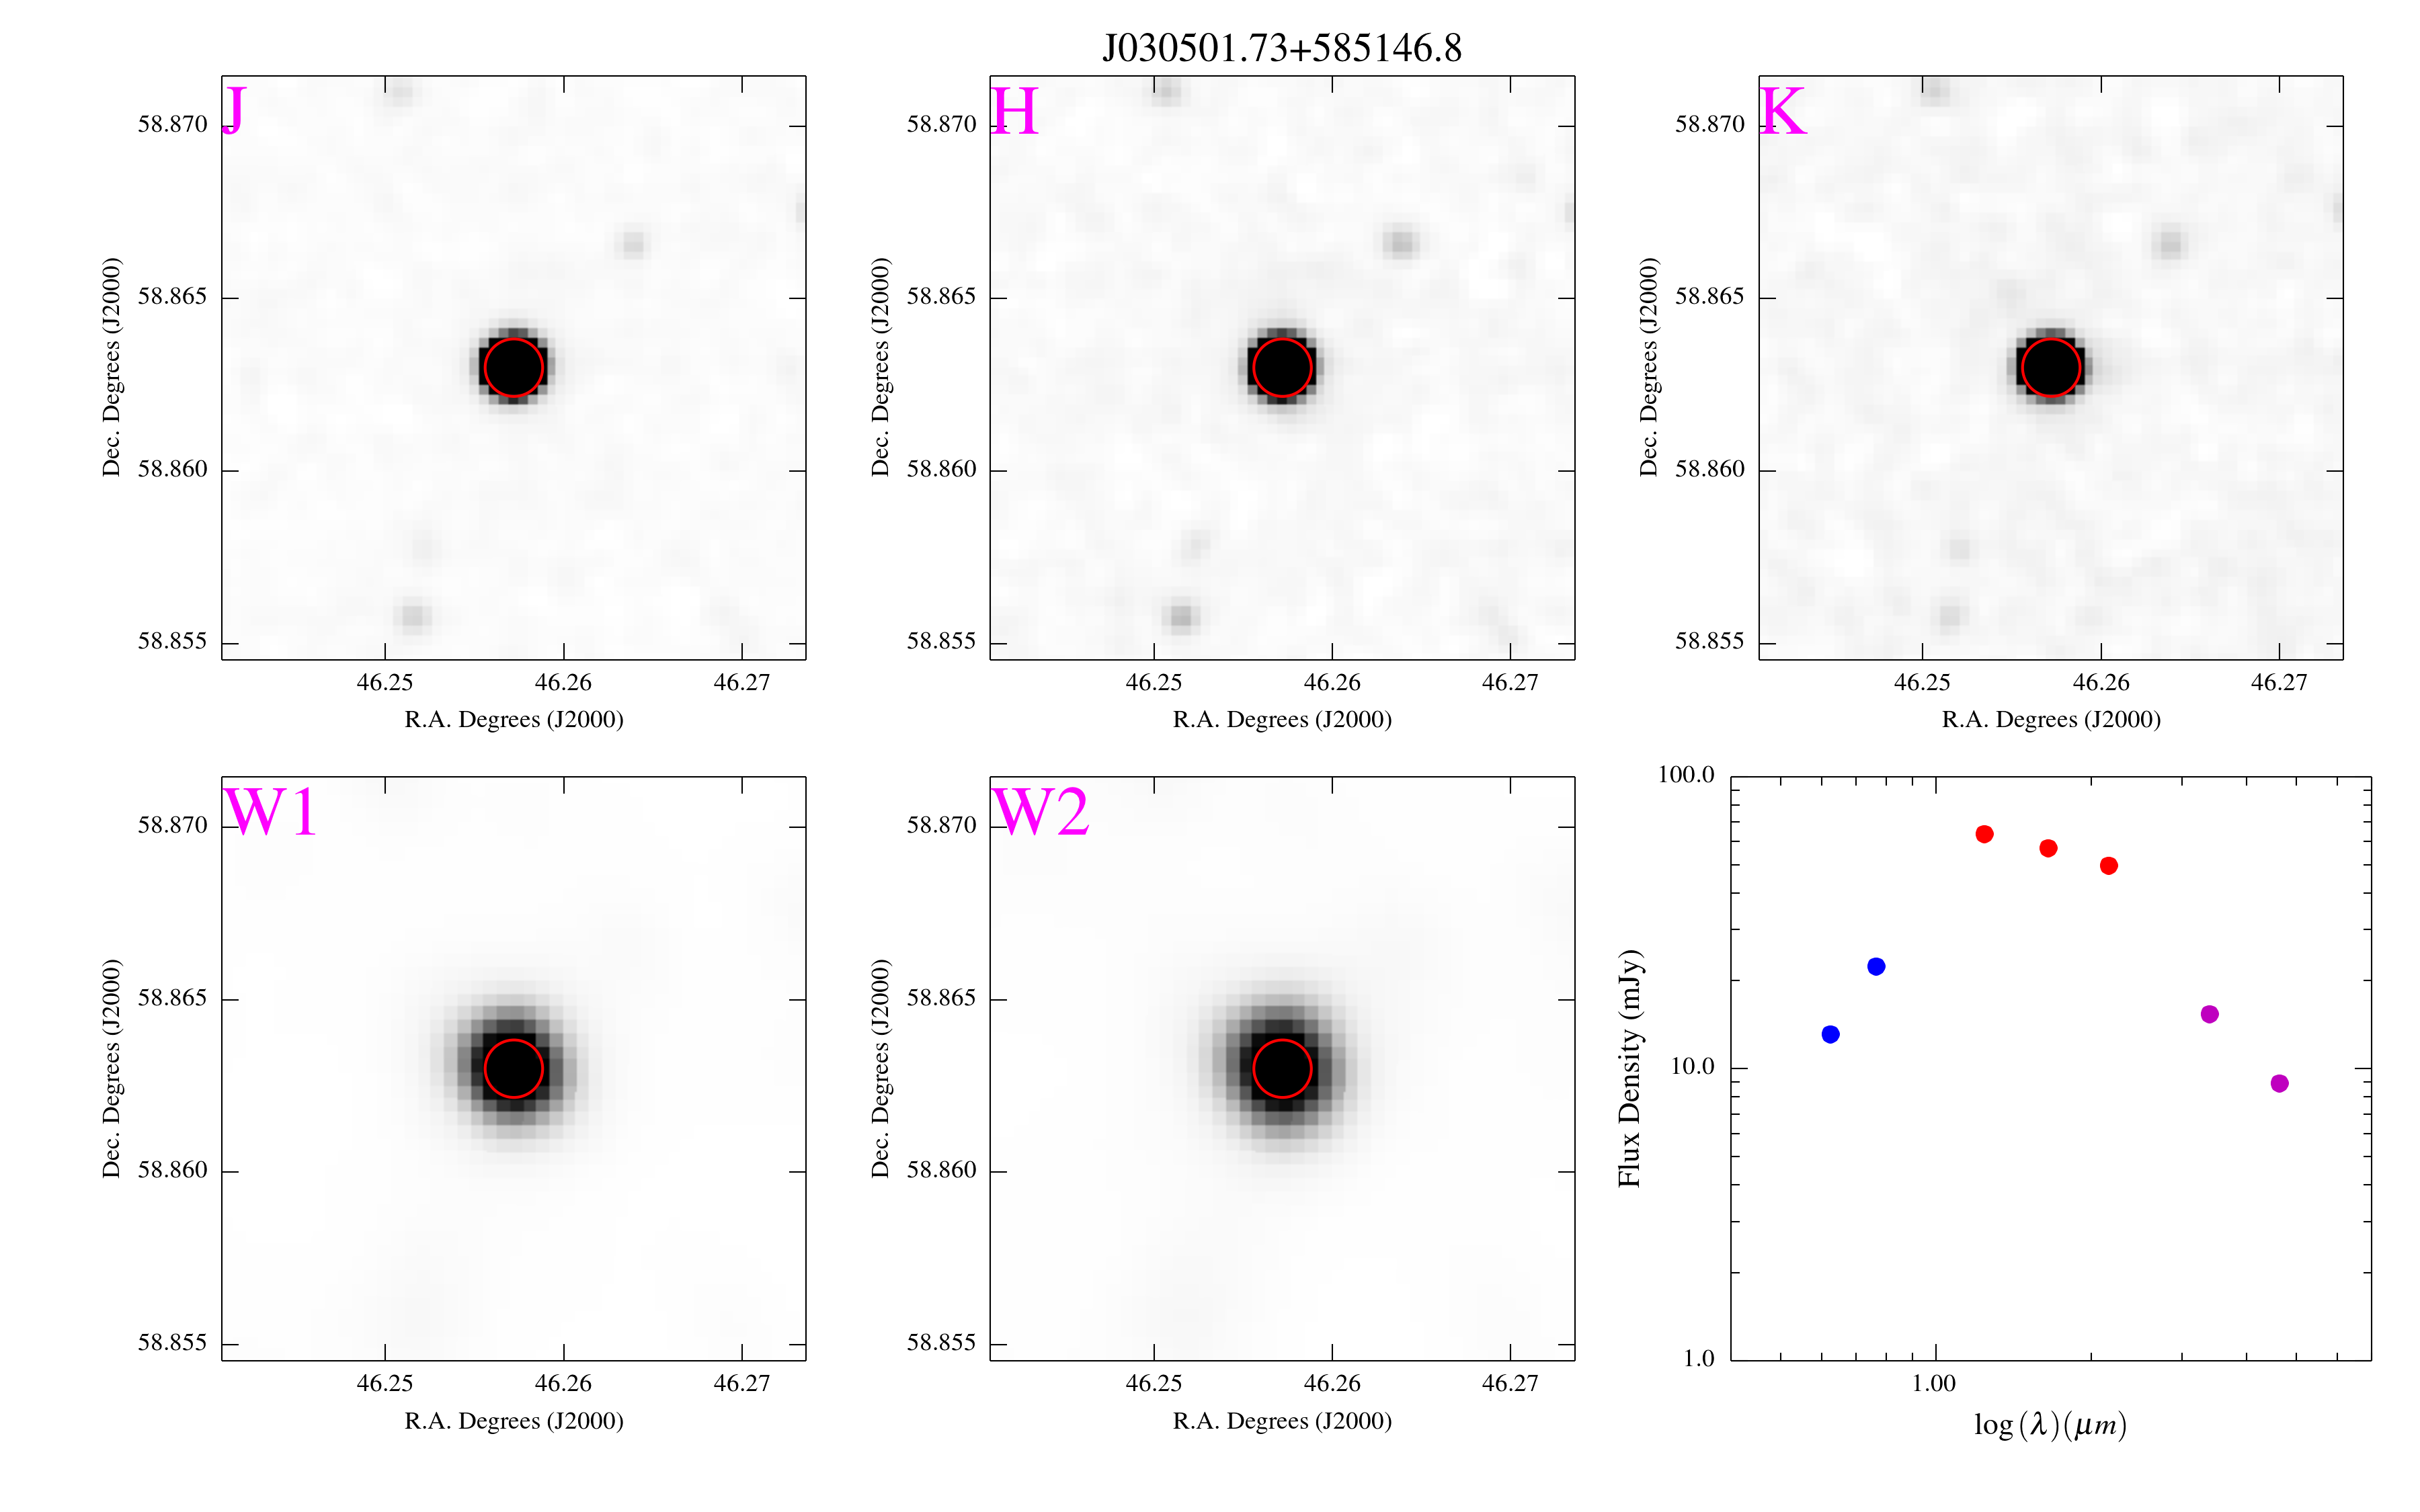 J030501.73+585146.8
J
58.870
58.865
58.860
58.855
Dec. Degrees (J2000)
46.25 46.26 46.27
R.A. Degrees (J2000)
H
58.870
58.865
58.860
58.855
Dec. Degrees (J2000)
46.25 46.26 46.27
R.A. Degrees (J2000)
K
58.870
58.865
58.860
58.855
Dec. Degrees (J2000)
46.25 46.26 46.27
R.A. Degrees (J2000)
W1
58.870
58.865
58.860
58.855
Dec. Degrees (J2000)
46.25 46.26 46.27
R.A. Degrees (J2000)
W2
58.870
58.865
58.860
58.855
Dec. Degrees (J2000)
46.25 46.26 46.27
R.A. Degrees (J2000)
100.0
10.0
1.0
Flux Density (mJy)
1.00
log (λ)(μm)